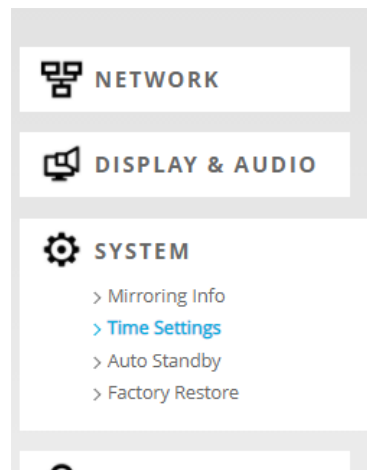 NETWORK
DISPLAY & AUDIO
SYSTEM
> Mirroring Info
> Time Settings
> Auto Standby
> Factory Restore